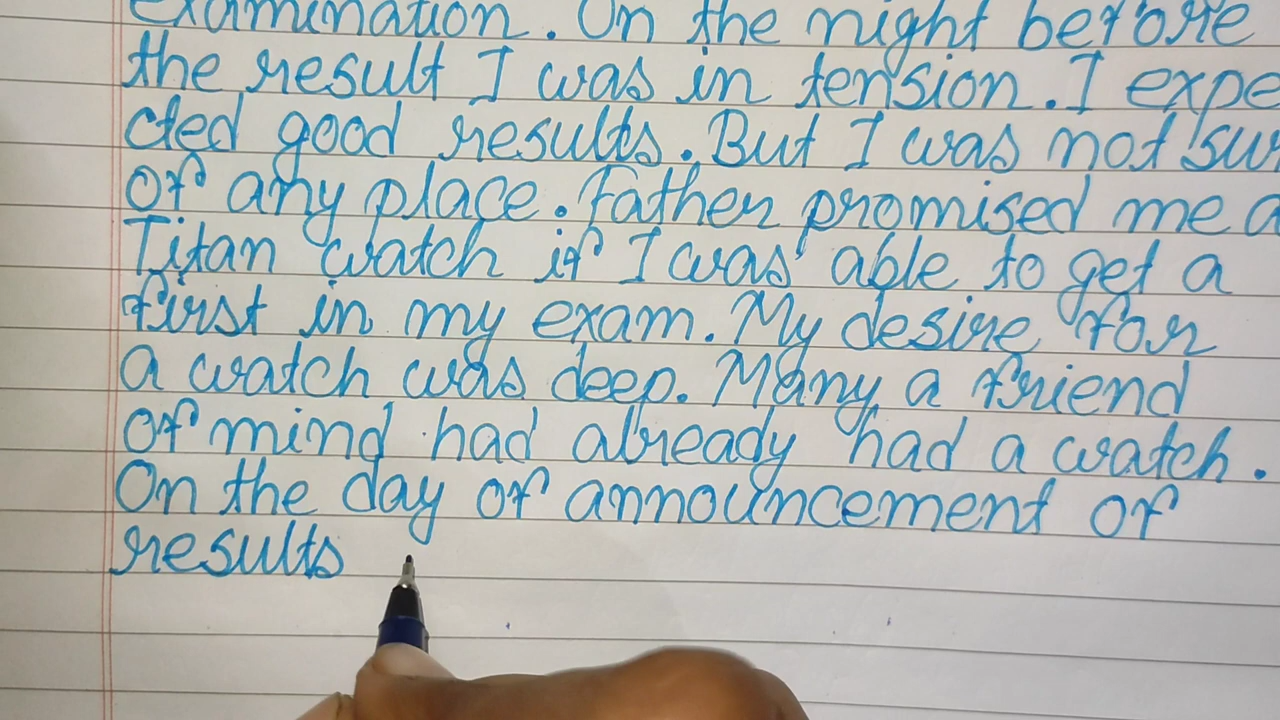 examination. On the night before
the result I was in tension. I expe
cted good results. But I was not su
of any place. Father promised me a
Titan watch if I was able to get a
first in my exam. My desire for
a watch was deep. Many a friend
of mind had already had a watch.
On the day of announcement of
results